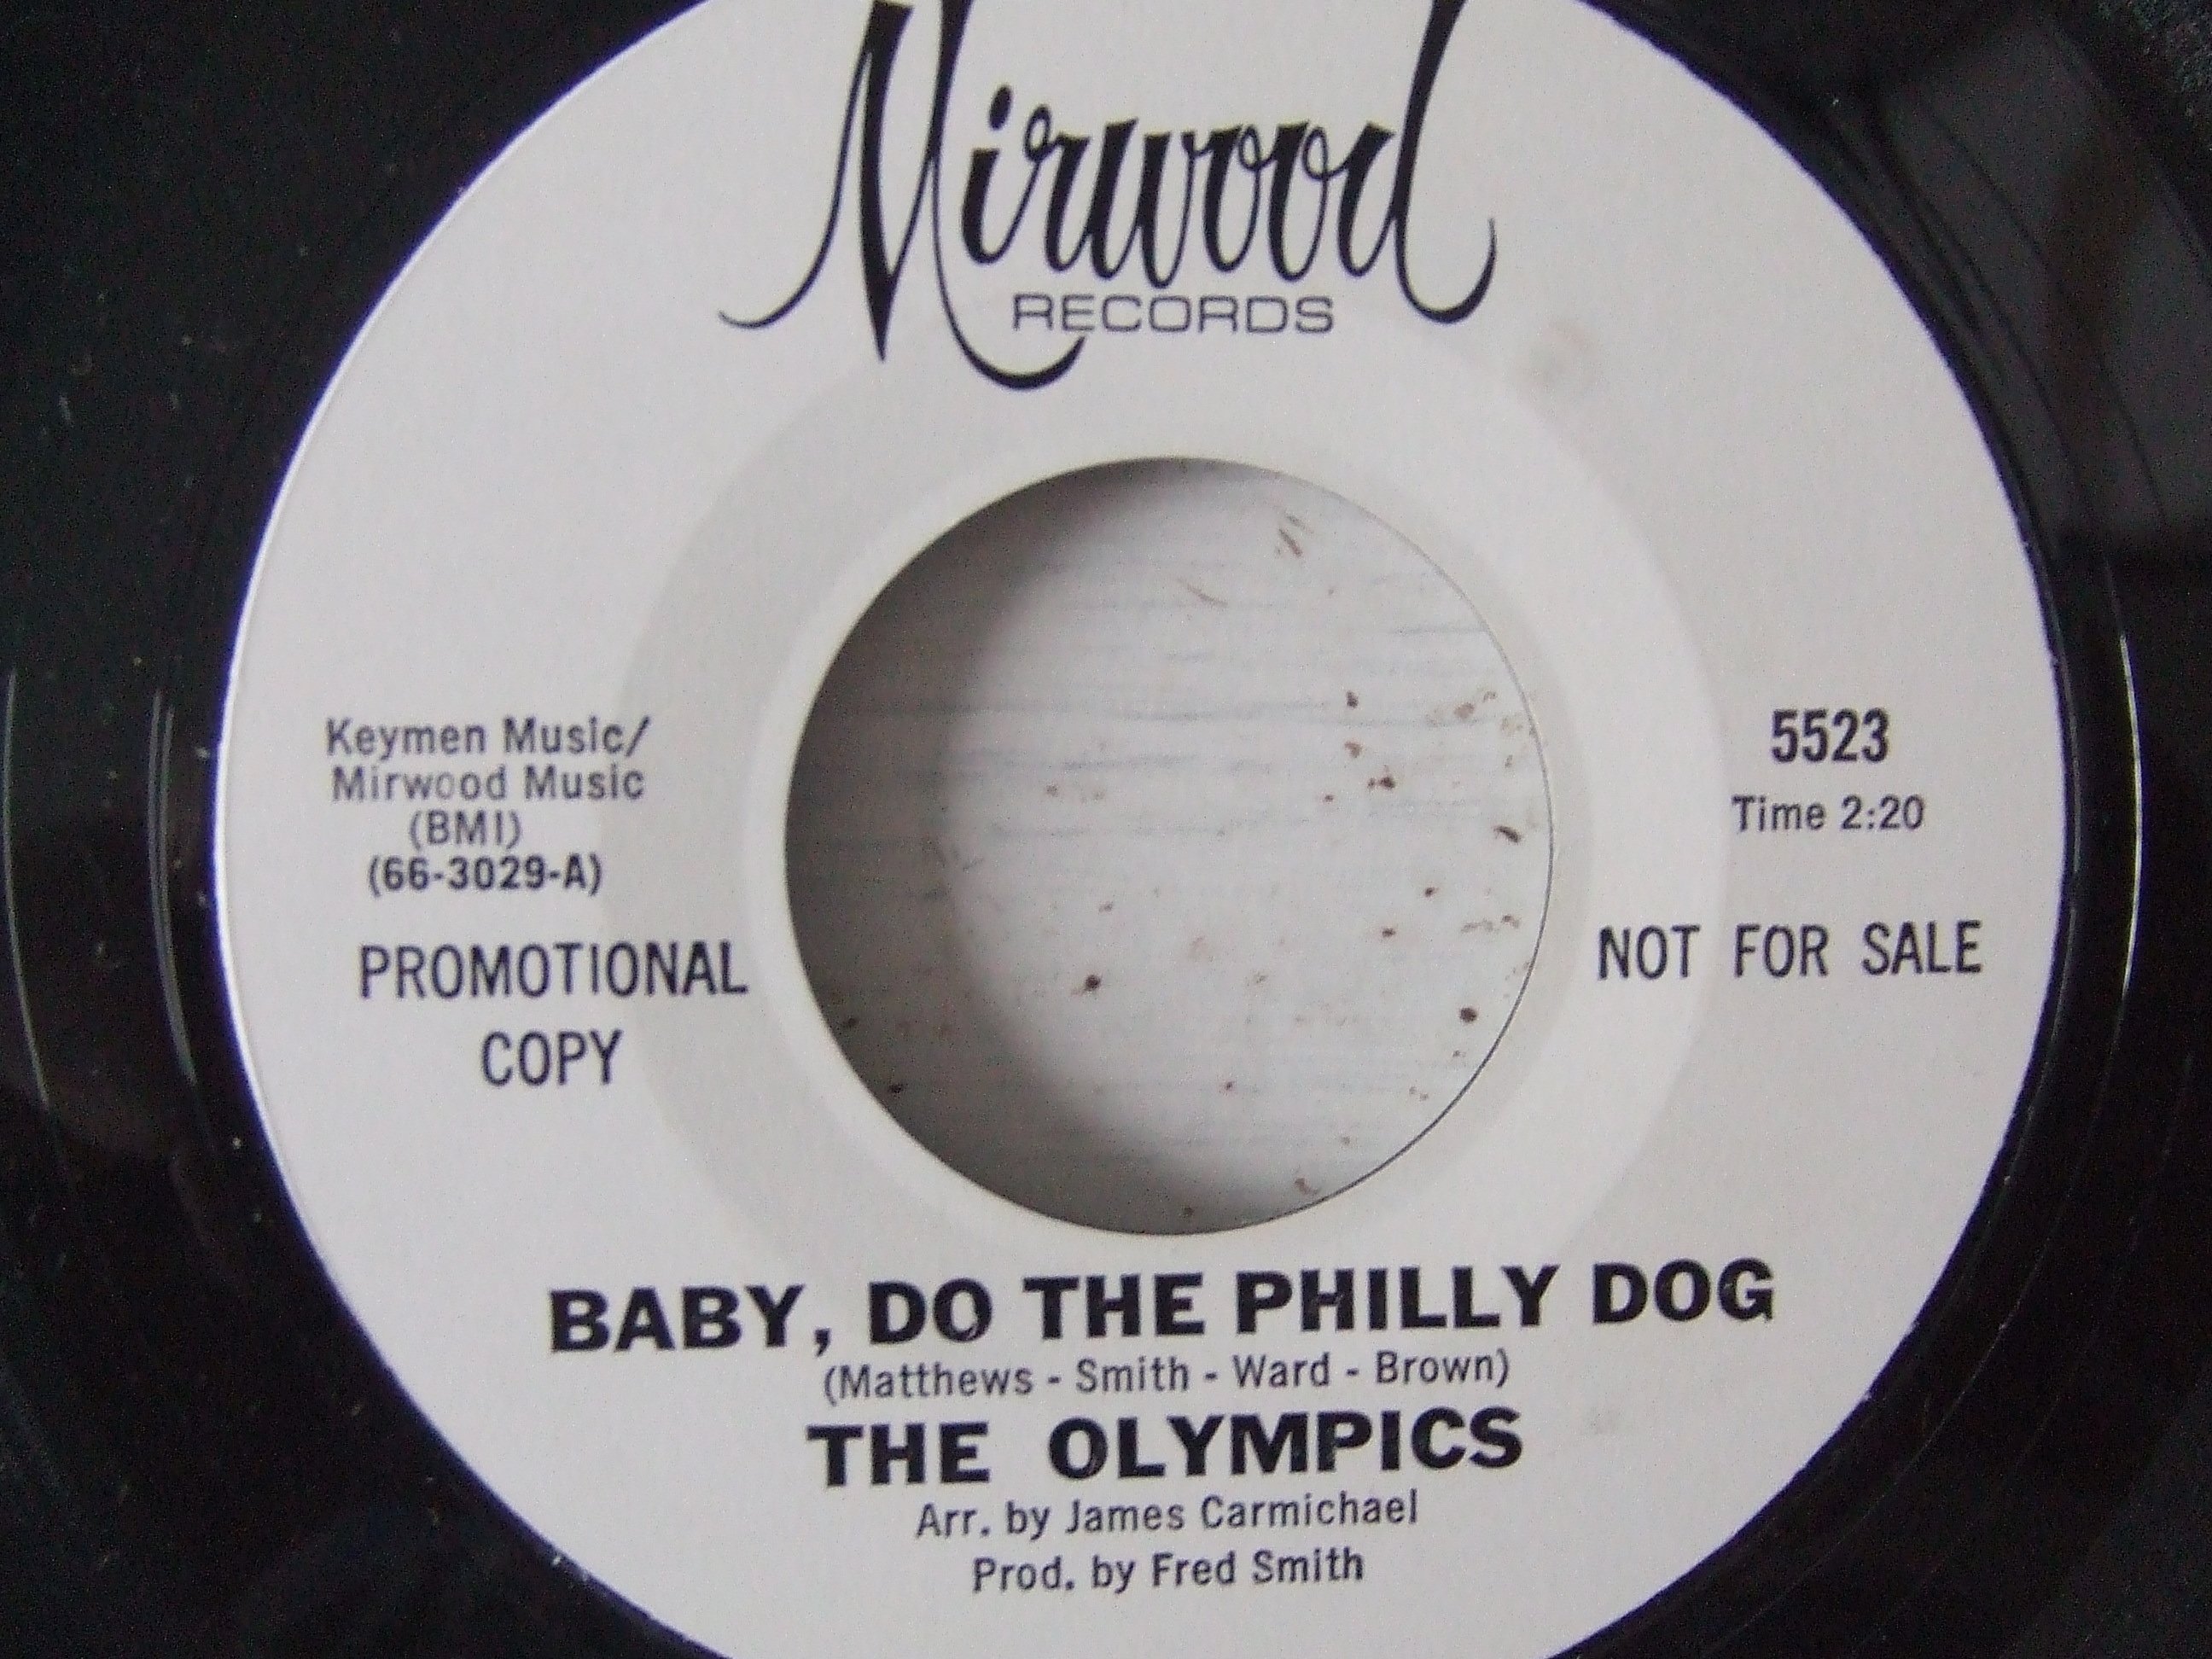 Mirwood
RECORDS
Keymen Music/
Mirwood Music
(BMI)
(66-3029-A)
PROMOTIONAL
COPY
5523
Time 2:20
NOT FOR SALE
BABY, DO THE PHILLY DOG
(Matthews - Smith - Ward - Brown)
THE OLYMPICS
Arr. by James Carmichael
Prod. by Fred Smith